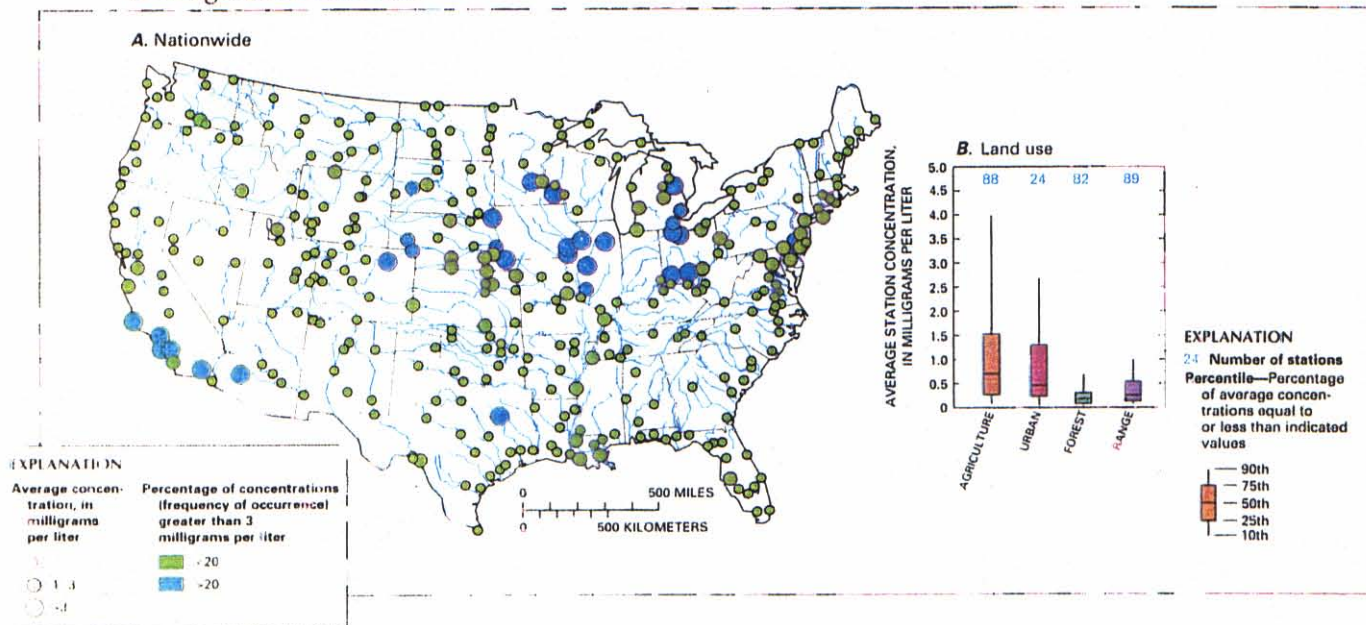 A. Nationwide
500 MILES
500 KILOMETERS
EXPLANATION
Average concen-
tration, in
milligrams
per liter
Percentage of concentrations
(frequency of occurrence)
greater than 3
milligrams per liter
20
20
B. Land use
AVERAGE STATION CONCENTRATION,
IN MILLIGRAMS PER LITER
5.0
4.5
4.0
3.5
3.0
2.5
2.0
1.5
1.0
0.5
0
88 24 82 89
AGRICULTURE
URBAN
FOREST
RANGE
EXPLANATION
24 Number of stations
Percentile—Percentage
of average concen-
trations equal to
or less than indicated
values
90th
75th
50th
25th
10th